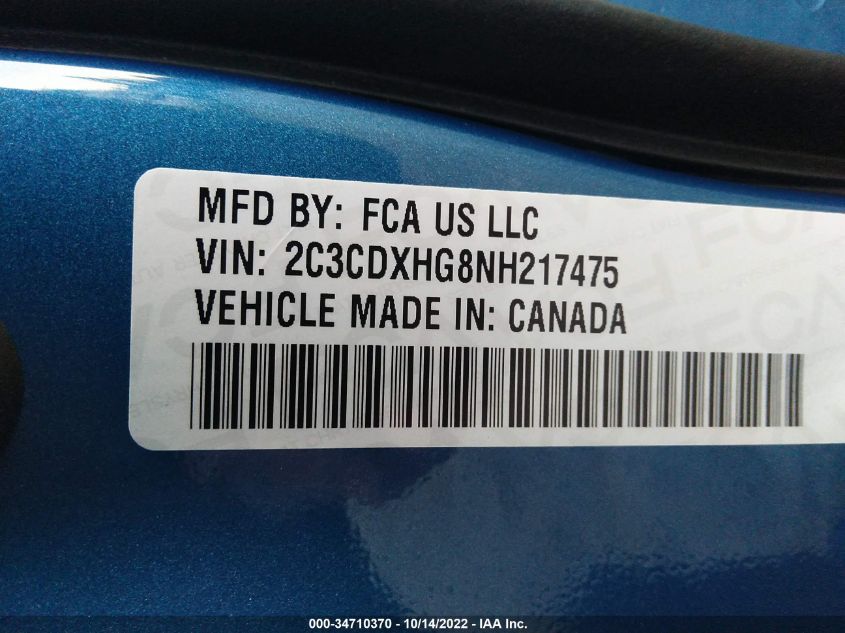 MFD BY: FCA US LLC
VIN: 2C3CDXHG8NH217475
VEHICLE MADE IN: CANADA
000-34710370 - 10/14/2022 - IAA Inc.